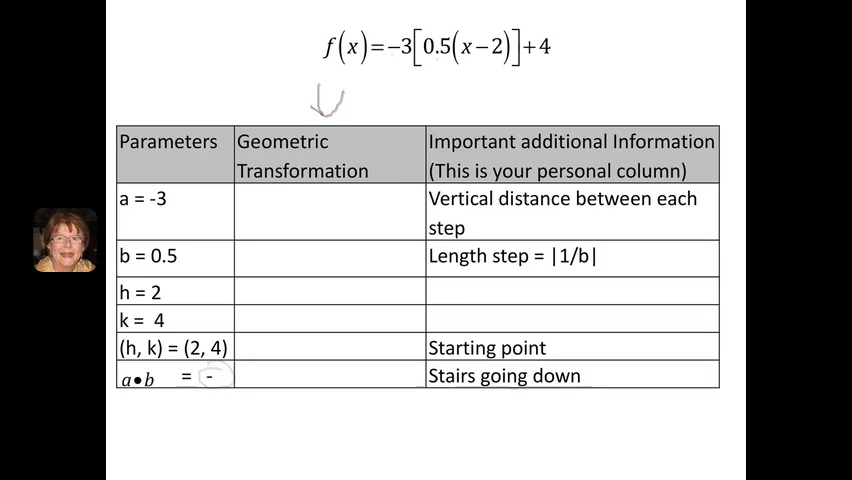 f(x)=−3[0.5(x−2)]+4
Parameters Geometric Important additional Information
Transformation (This is your personal column)
a = -3 Vertical distance between each
step
b = 0.5 Length step = |1/b|
h = 2
k = 4
(h, k) = (2, 4) Starting point
a•b = - Stairs going down